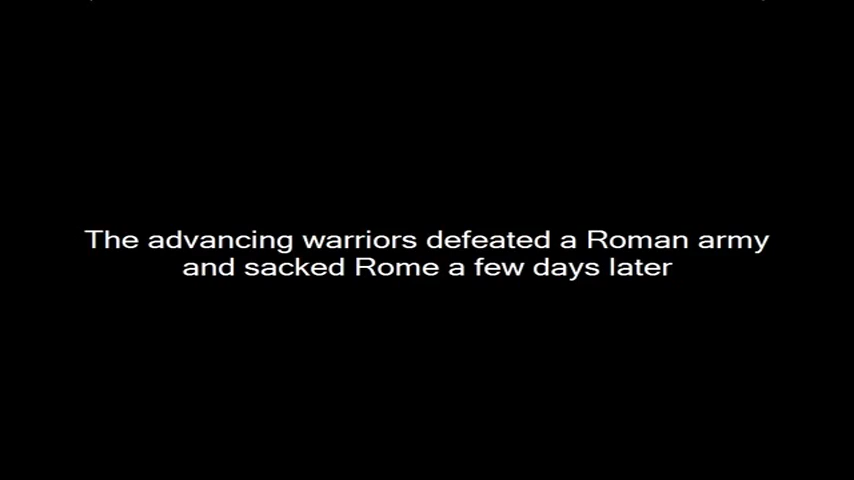 The advancing warriors defeated a Roman army
and sacked Rome a few days later